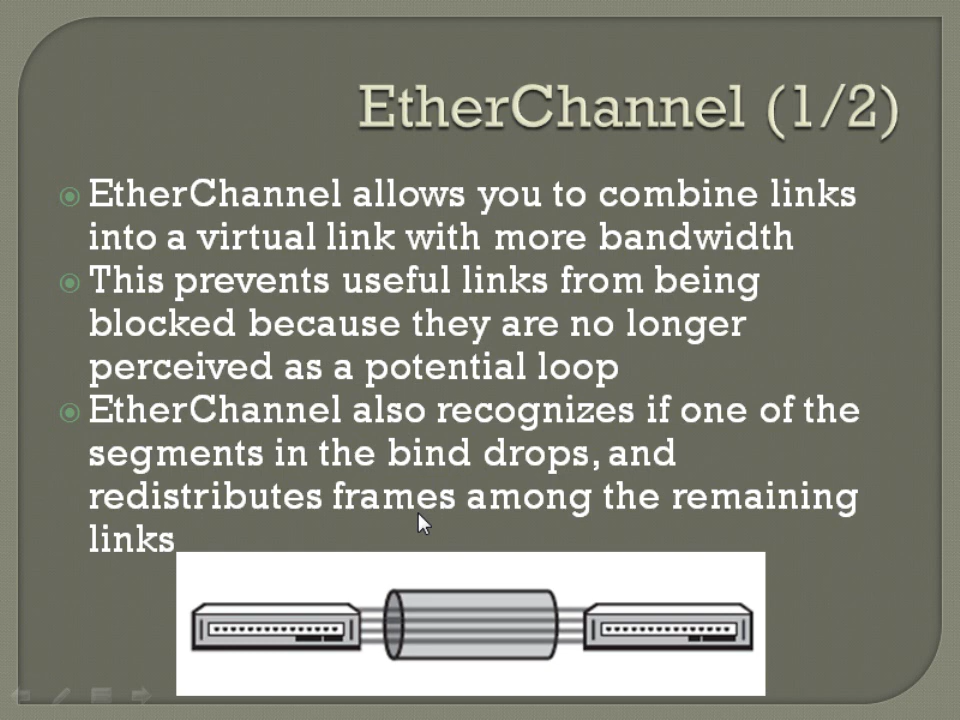 EtherChannel (1/2)
EtherChannel allows you to combine links
into a virtual link with more bandwidth
This prevents useful links from being
blocked because they are no longer
perceived as a potential loop
EtherChannel also recognizes if one of the
segments in the bind drops, and
redistributes frames among the remaining
links